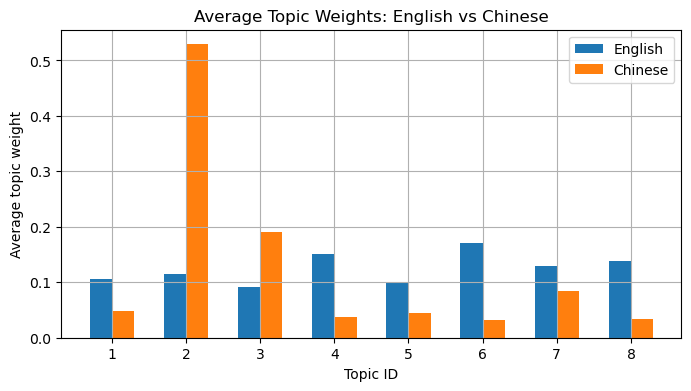 Average Topic Weights: English vs Chinese
English
Chinese
Average topic weight
0.5
0.4
0.3
0.2
0.1
0.0
1 2 3 4 5 6 7 8
Topic ID